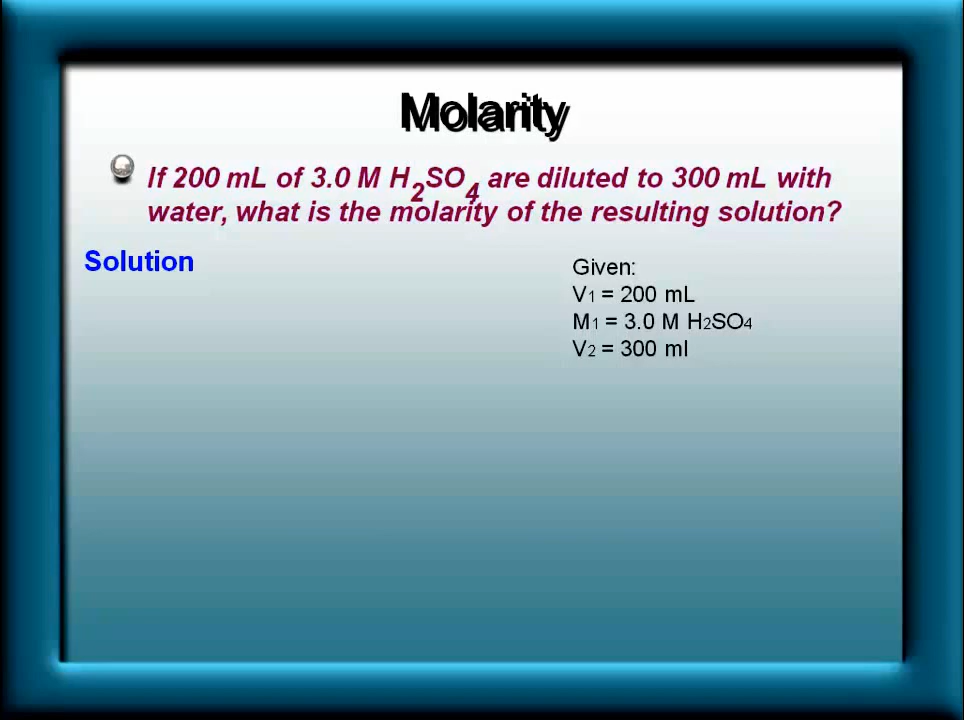 Molarity
If 200 mL of 3.0 M H₂SO₄ are diluted to 300 mL with
water, what is the molarity of the resulting solution?
Solution
Given:
V₁ = 200 mL
M₁ = 3.0 M H₂SO₄
V₂ = 300 ml